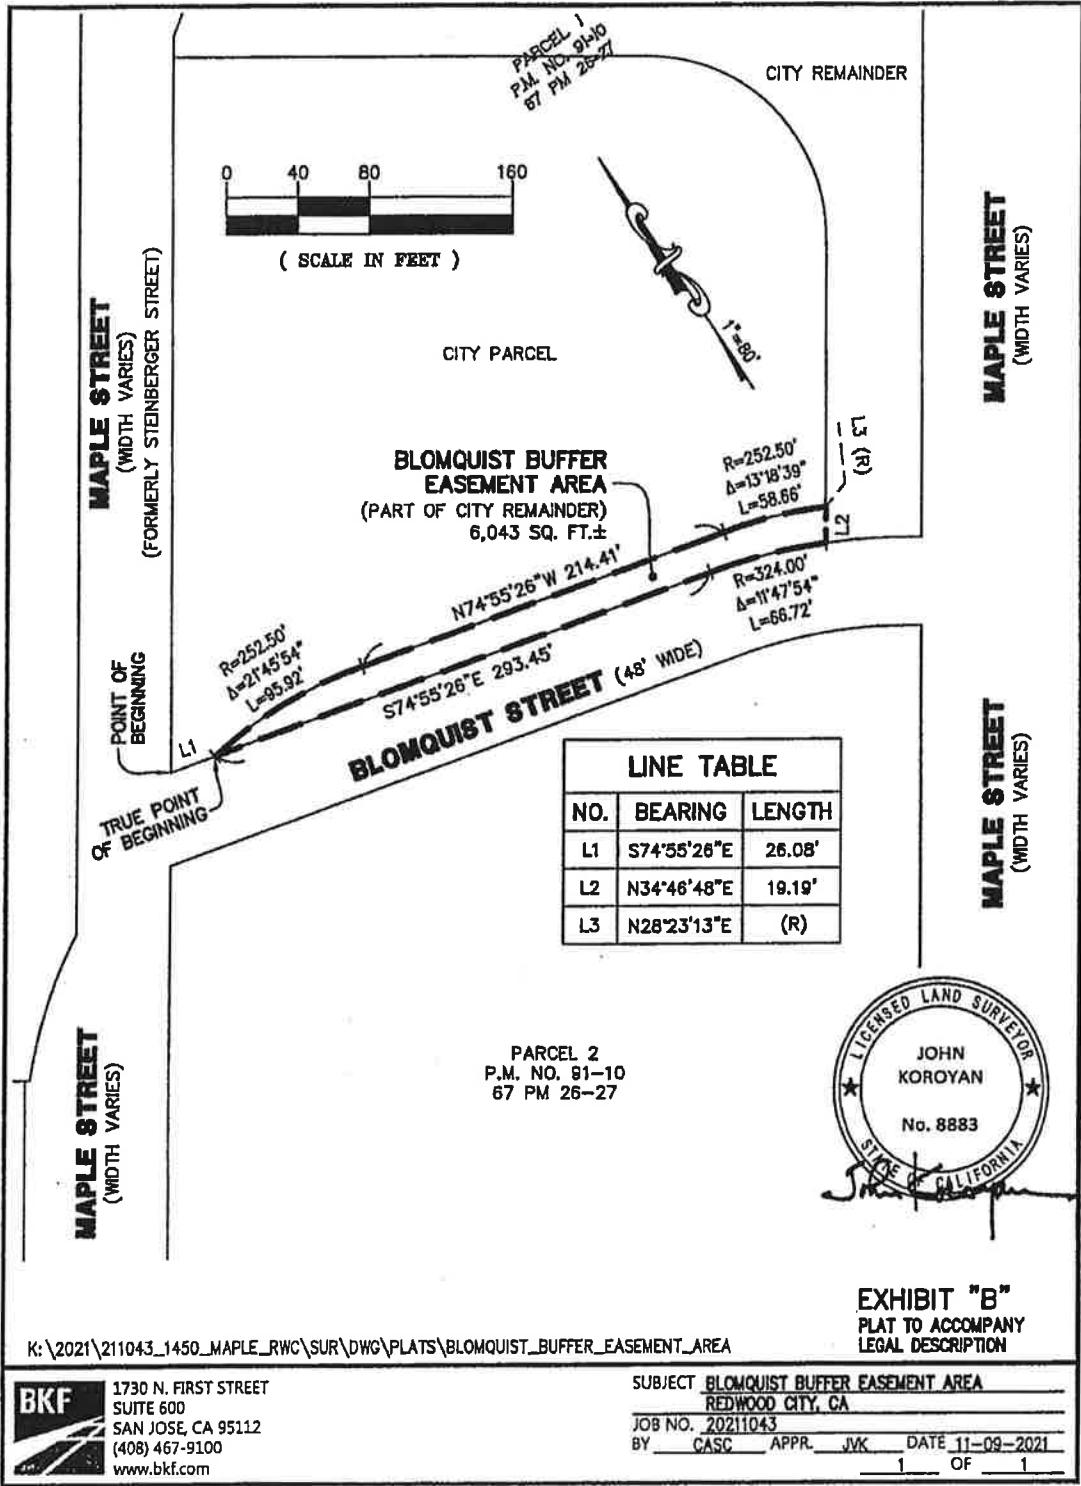 PARCEL 1
P.M. NO. 91-10
67 PM 26-27
CITY REMAINDER
0 40 80 160
( SCALE IN FEET )
1"=80'
MAPLE STREET
(WIDTH VARIES)
(FORMERLY STEINBERGER STREET)
MAPLE STREET
(WIDTH VARIES)
CITY PARCEL
BLOMQUIST BUFFER
EASEMENT AREA
(PART OF CITY REMAINDER)
6,043 SQ. FT.±
R=252.50'
Δ=13°18'39"
L=58.66'
L3 (R)
L2
N74°55'26"W 214.41'
R=324.00'
Δ=11°47'54"
L=66.72'
R=252.50'
Δ=21°45'54"
L=95.92'
S74°55'26"E 293.45'
POINT OF
BEGINNING
L1
BLOMQUIST STREET (48' WIDE)
TRUE POINT
OF BEGINNING
LINE TABLE
NO. BEARING LENGTH
L1 S74°55'26"E 26.08'
L2 N34°46'48"E 19.19'
L3 N28°23'13"E (R)
MAPLE STREET
(WIDTH VARIES)
MAPLE STREET
(WIDTH VARIES)
PARCEL 2
P.M. NO. 91-10
67 PM 26-27
LICENSED LAND SURVEYOR
JOHN
KOROYAN
No. 8883
STATE OF CALIFORNIA
John Koroyan
EXHIBIT "B"
PLAT TO ACCOMPANY
LEGAL DESCRIPTION
K:\2021\211043_1450_MAPLE_RWC\SUR\DWG\PLATS\BLOMQUIST_BUFFER_EASEMENT_AREA
BKF
1730 N. FIRST STREET
SUITE 600
SAN JOSE, CA 95112
(408) 467-9100
www.bkf.com
SUBJECT BLOMQUIST BUFFER EASEMENT AREA
REDWOOD CITY, CA
JOB NO. 20211043
BY CASC APPR. JVK DATE 11-09-2021
1 OF 1